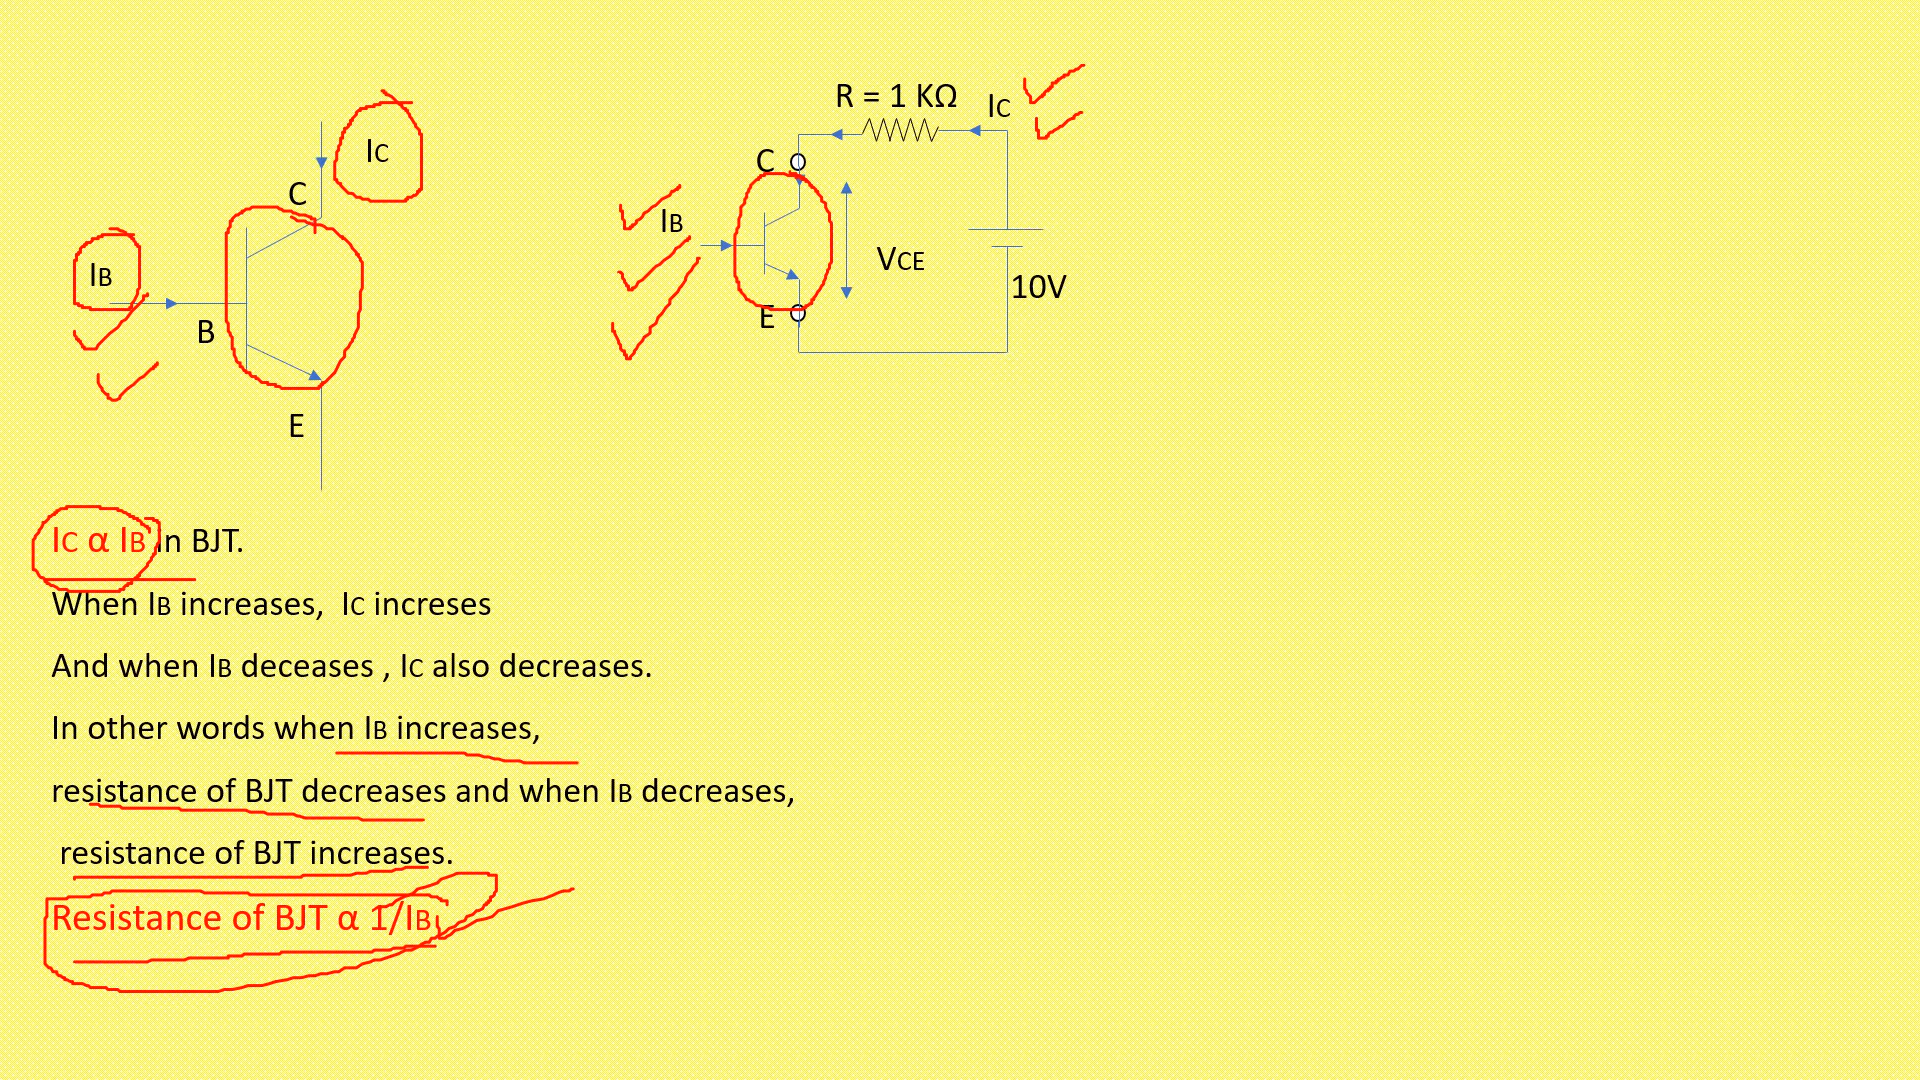 IC
C
IB
B
E
R = 1 KΩ
IC
C
IB
VCE
10V
E
IC α IB in BJT.
When IB increases, IC increses
And when IB deceases , IC also decreases.
In other words when IB increases,
resistance of BJT decreases and when IB decreases,
resistance of BJT increases.
Resistance of BJT α 1/IB